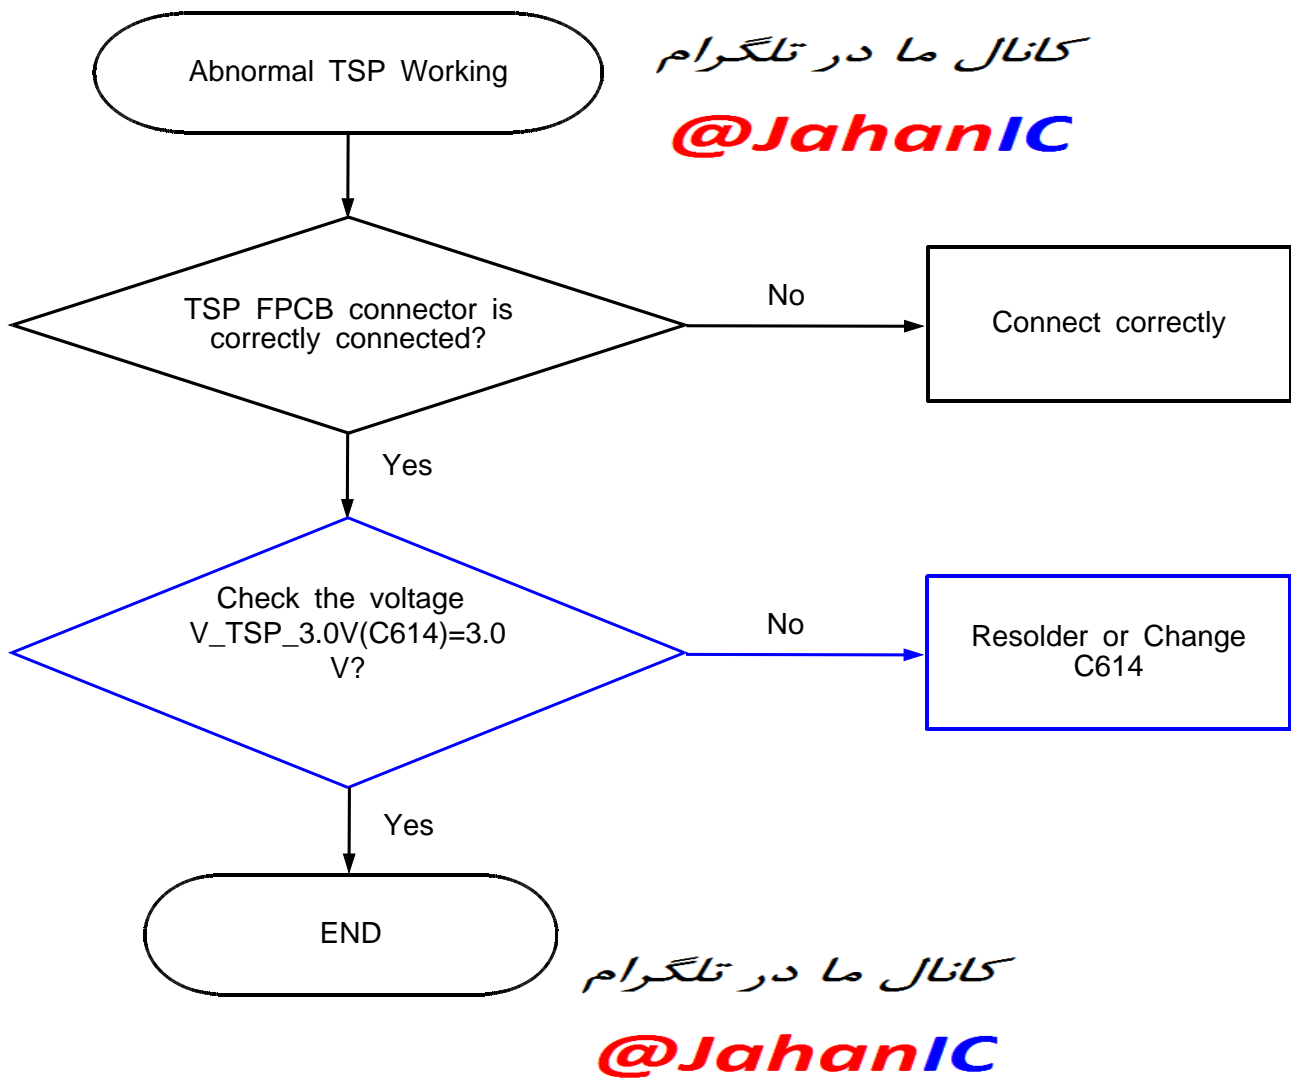 Abnormal TSP Working
کانال ما در تلگرام
@JahanIC
TSP FPCB connector is
correctly connected?
No
Connect correctly
Yes
Check the voltage
V_TSP_3.0V(C614)=3.0
V?
No
Resolder or Change
C614
Yes
END
کانال ما در تلگرام
@JahanIC